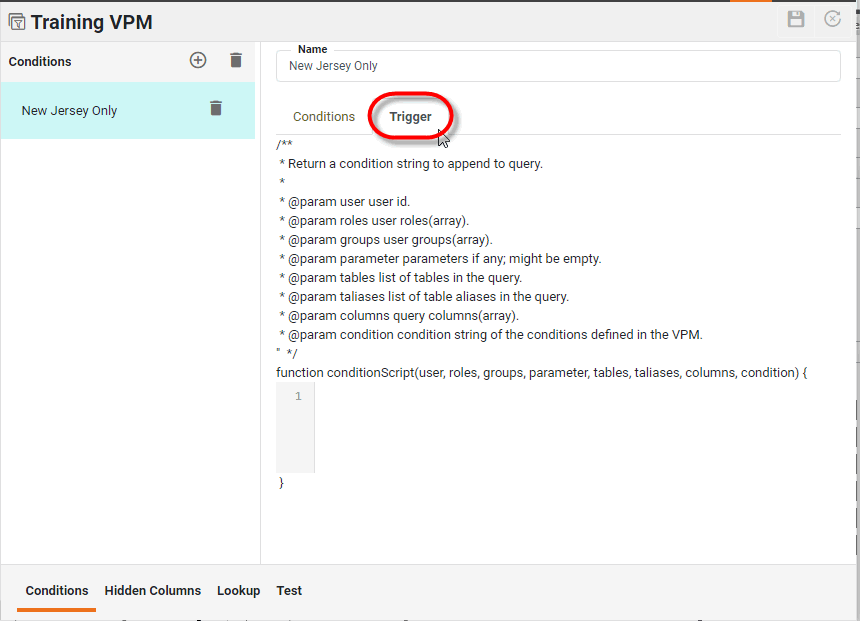 Training VPM
Conditions
New Jersey Only
Name
New Jersey Only
Conditions
Trigger
/**
* Return a condition string to append to query.
*
* @param user user id.
* @param roles user roles(array).
* @param groups user groups(array).
* @param parameter parameters if any; might be empty.
* @param tables list of tables in the query.
* @param taliases list of table aliases in the query.
* @param columns query columns(array).
* @param condition condition string of the conditions defined in the VPM.
" */
function conditionScript(user, roles, groups, parameter, tables, taliases, columns, condition) {
1
}
Conditions Hidden Columns Lookup Test